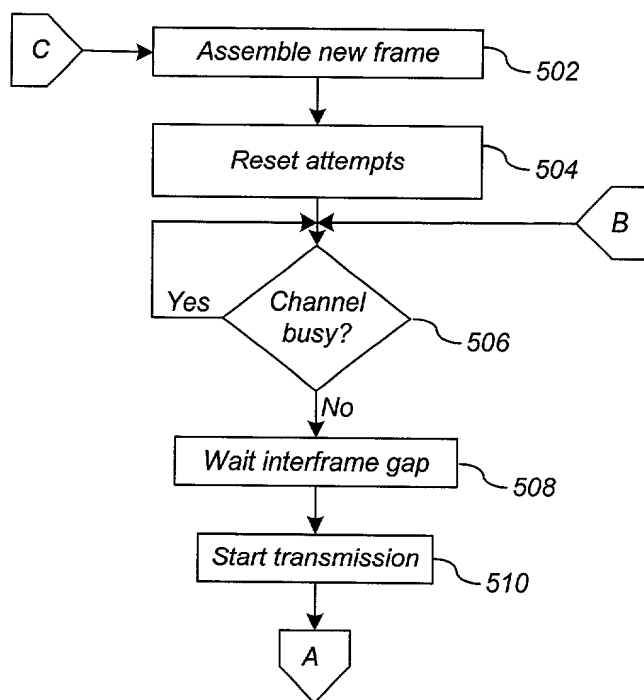 C
Assemble new frame
502
Reset attempts
504
B
Yes
Channel
busy?
506
No
Wait interframe gap
508
Start transmission
510
A